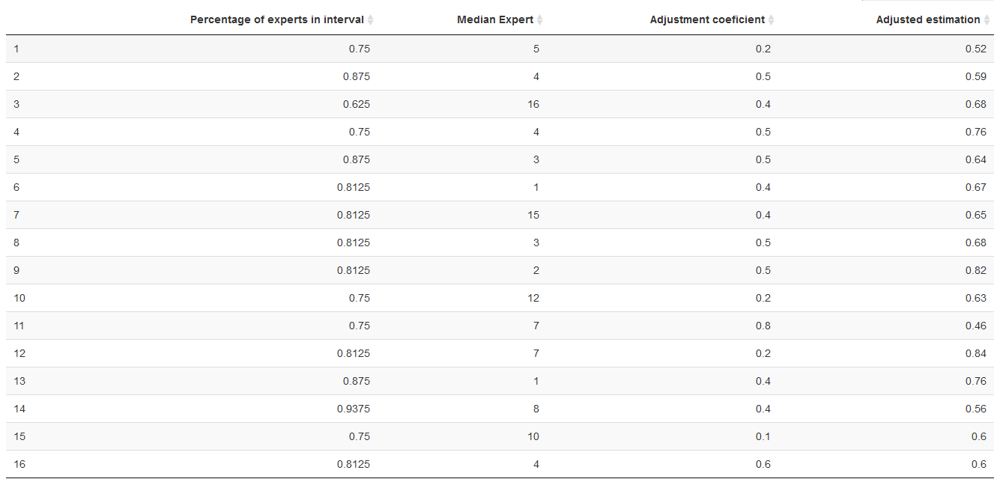 Percentage of experts in interval Median Expert Adjustment coeficient Adjusted estimation
1 0.75 5 0.2 0.52
2 0.875 4 0.5 0.59
3 0.625 16 0.4 0.68
4 0.75 4 0.5 0.76
5 0.875 3 0.5 0.64
6 0.8125 1 0.4 0.67
7 0.8125 15 0.4 0.65
8 0.8125 3 0.5 0.68
9 0.8125 2 0.5 0.82
10 0.75 12 0.2 0.63
11 0.75 7 0.8 0.46
12 0.8125 7 0.2 0.84
13 0.875 1 0.4 0.76
14 0.9375 8 0.4 0.56
15 0.75 10 0.1 0.6
16 0.8125 4 0.6 0.6